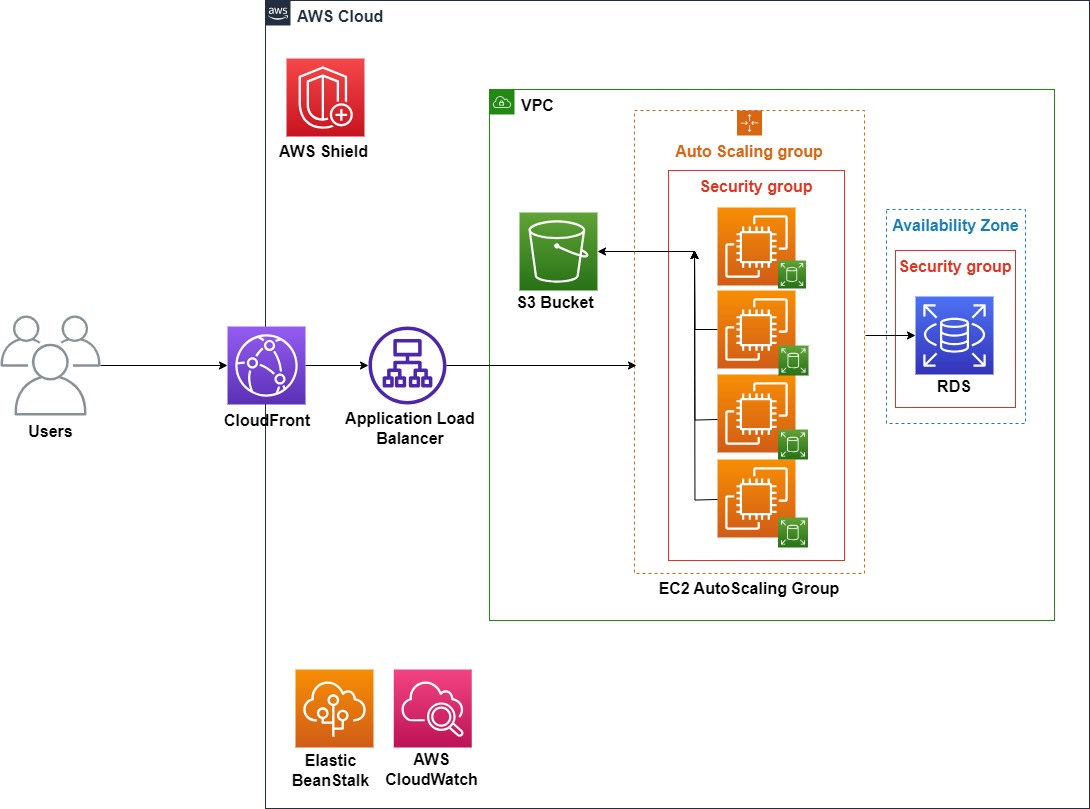 aws
AWS Cloud
AWS Shield
VPC
Auto Scaling group
Security group
S3 Bucket
Availability Zone
Security group
RDS
Users
CloudFront
Application Load
Balancer
EC2 AutoScaling Group
Elastic
BeanStalk
AWS
CloudWatch